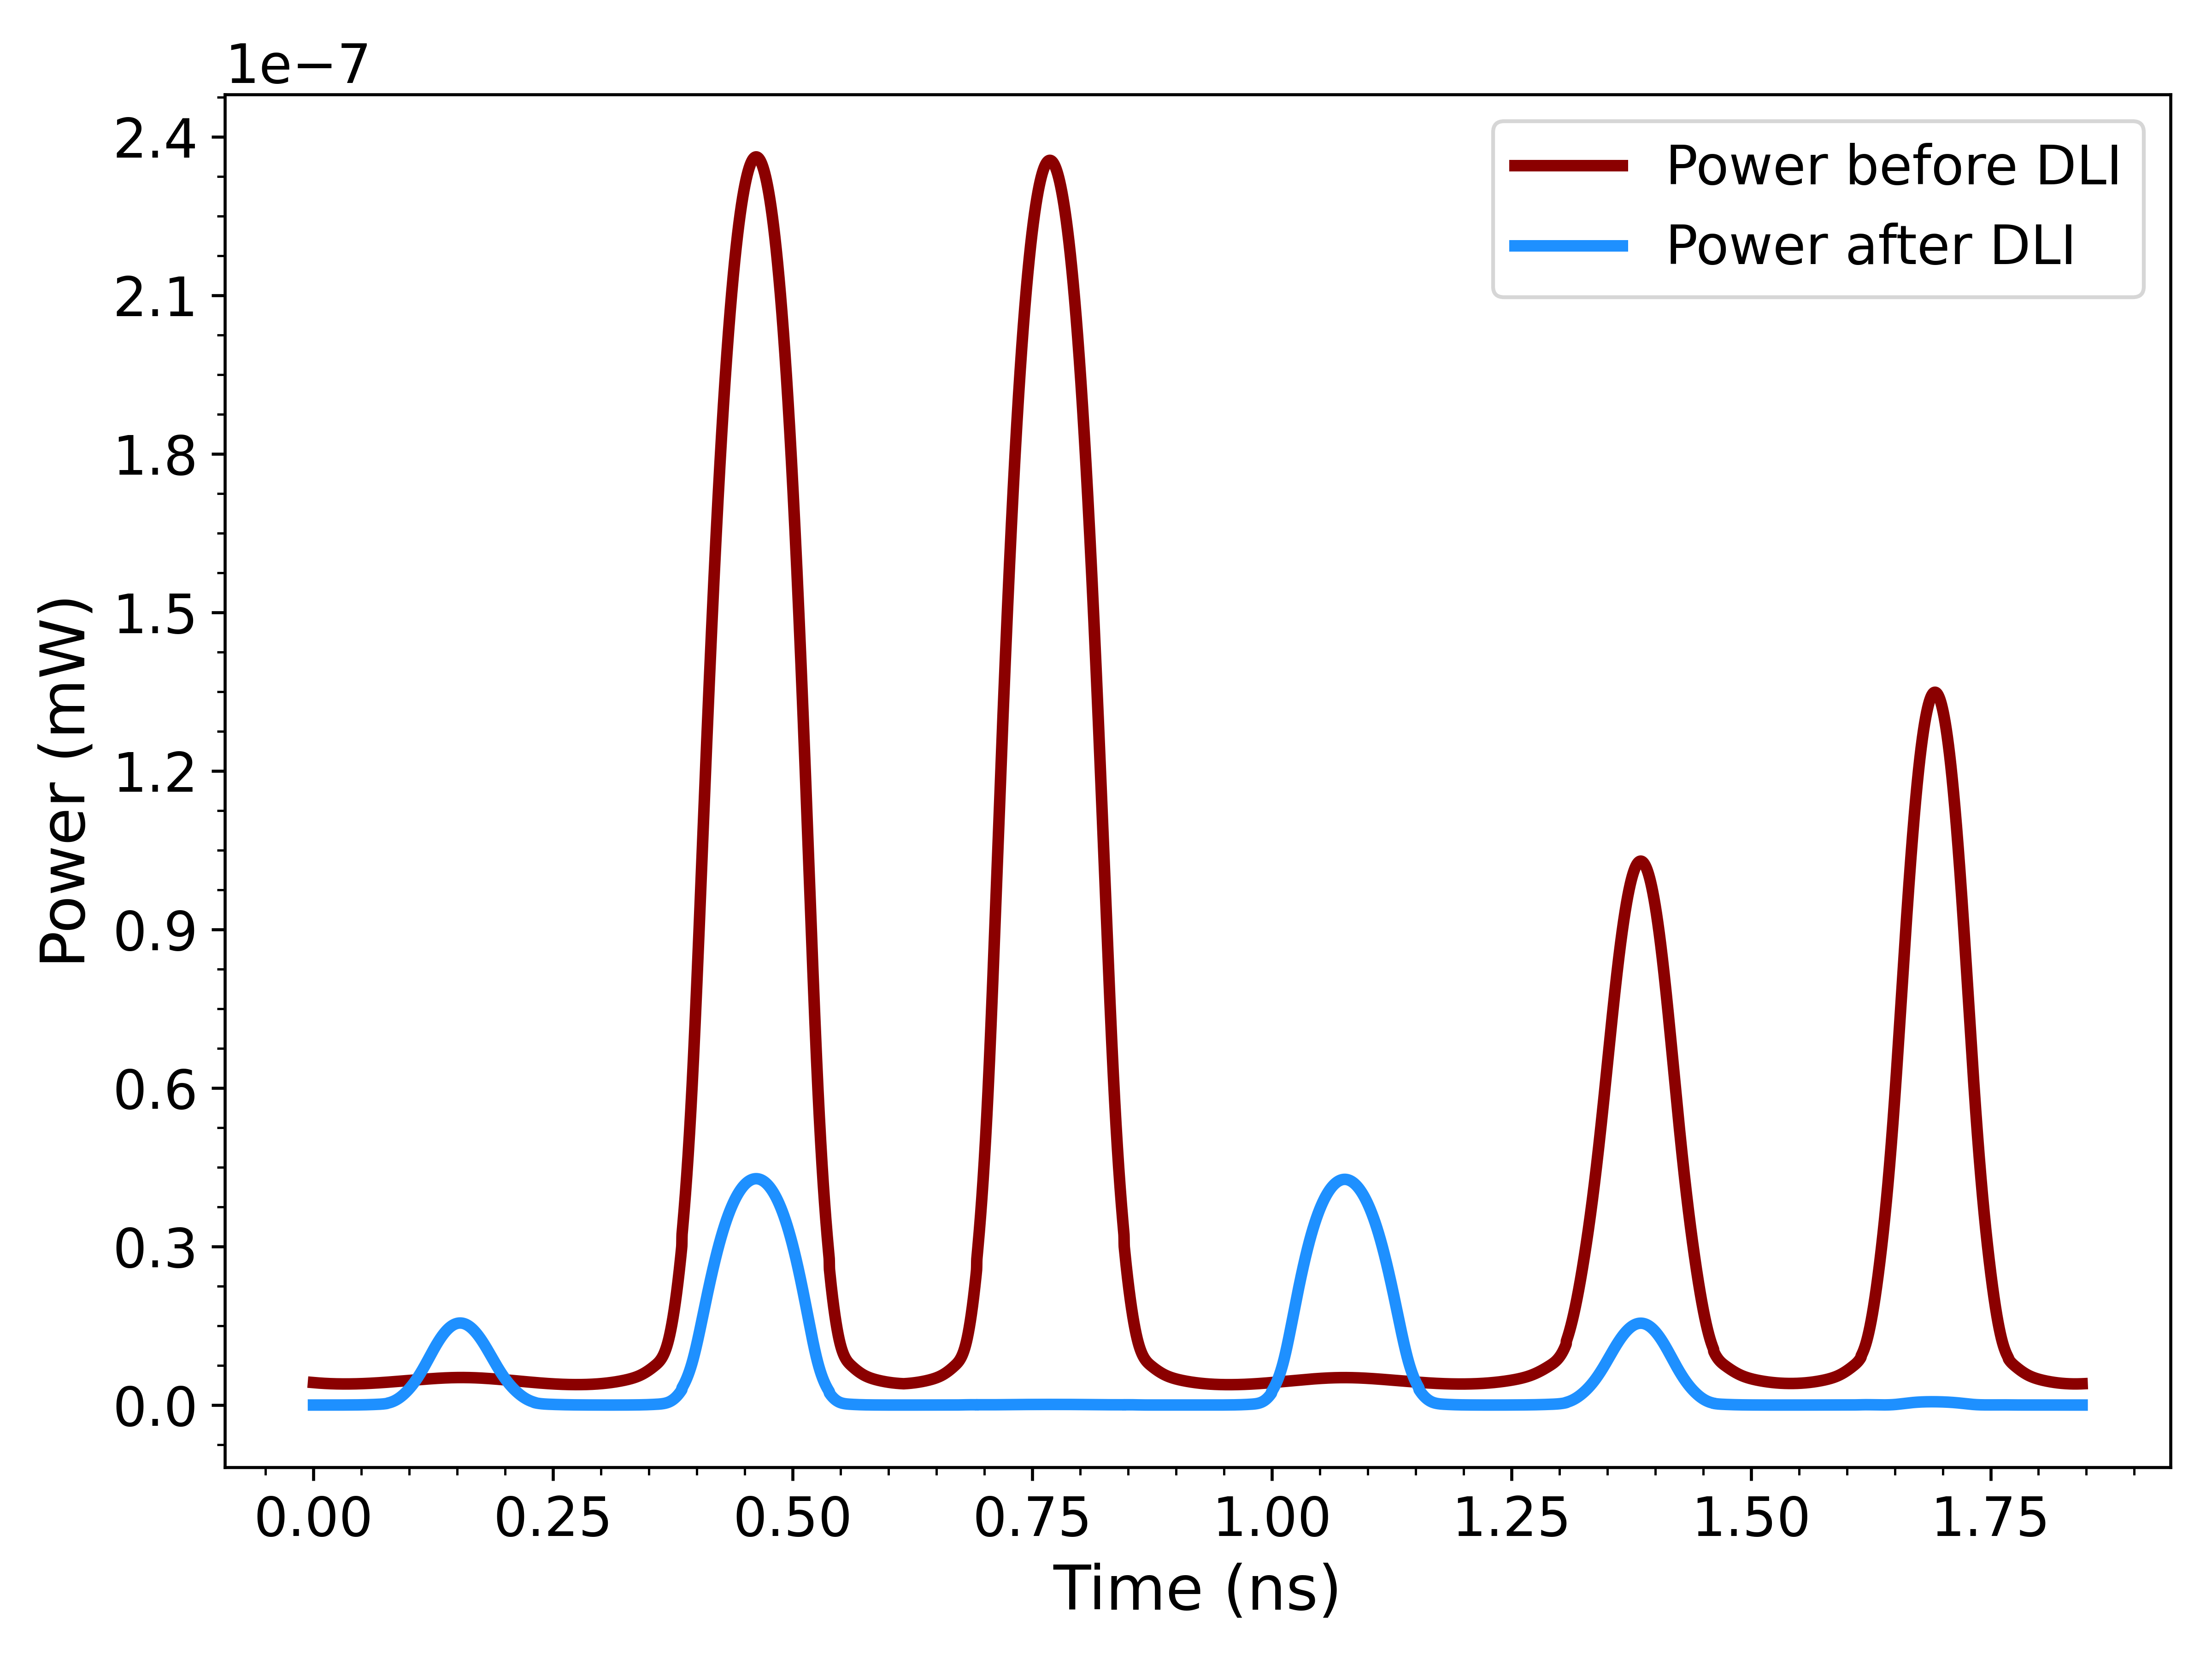 1e−7
2.4
2.1
1.8
1.5
1.2
0.9
0.6
0.3
0.0
Power (mW)
Power before DLI
Power after DLI
0.00 0.25 0.50 0.75 1.00 1.25 1.50 1.75
Time (ns)